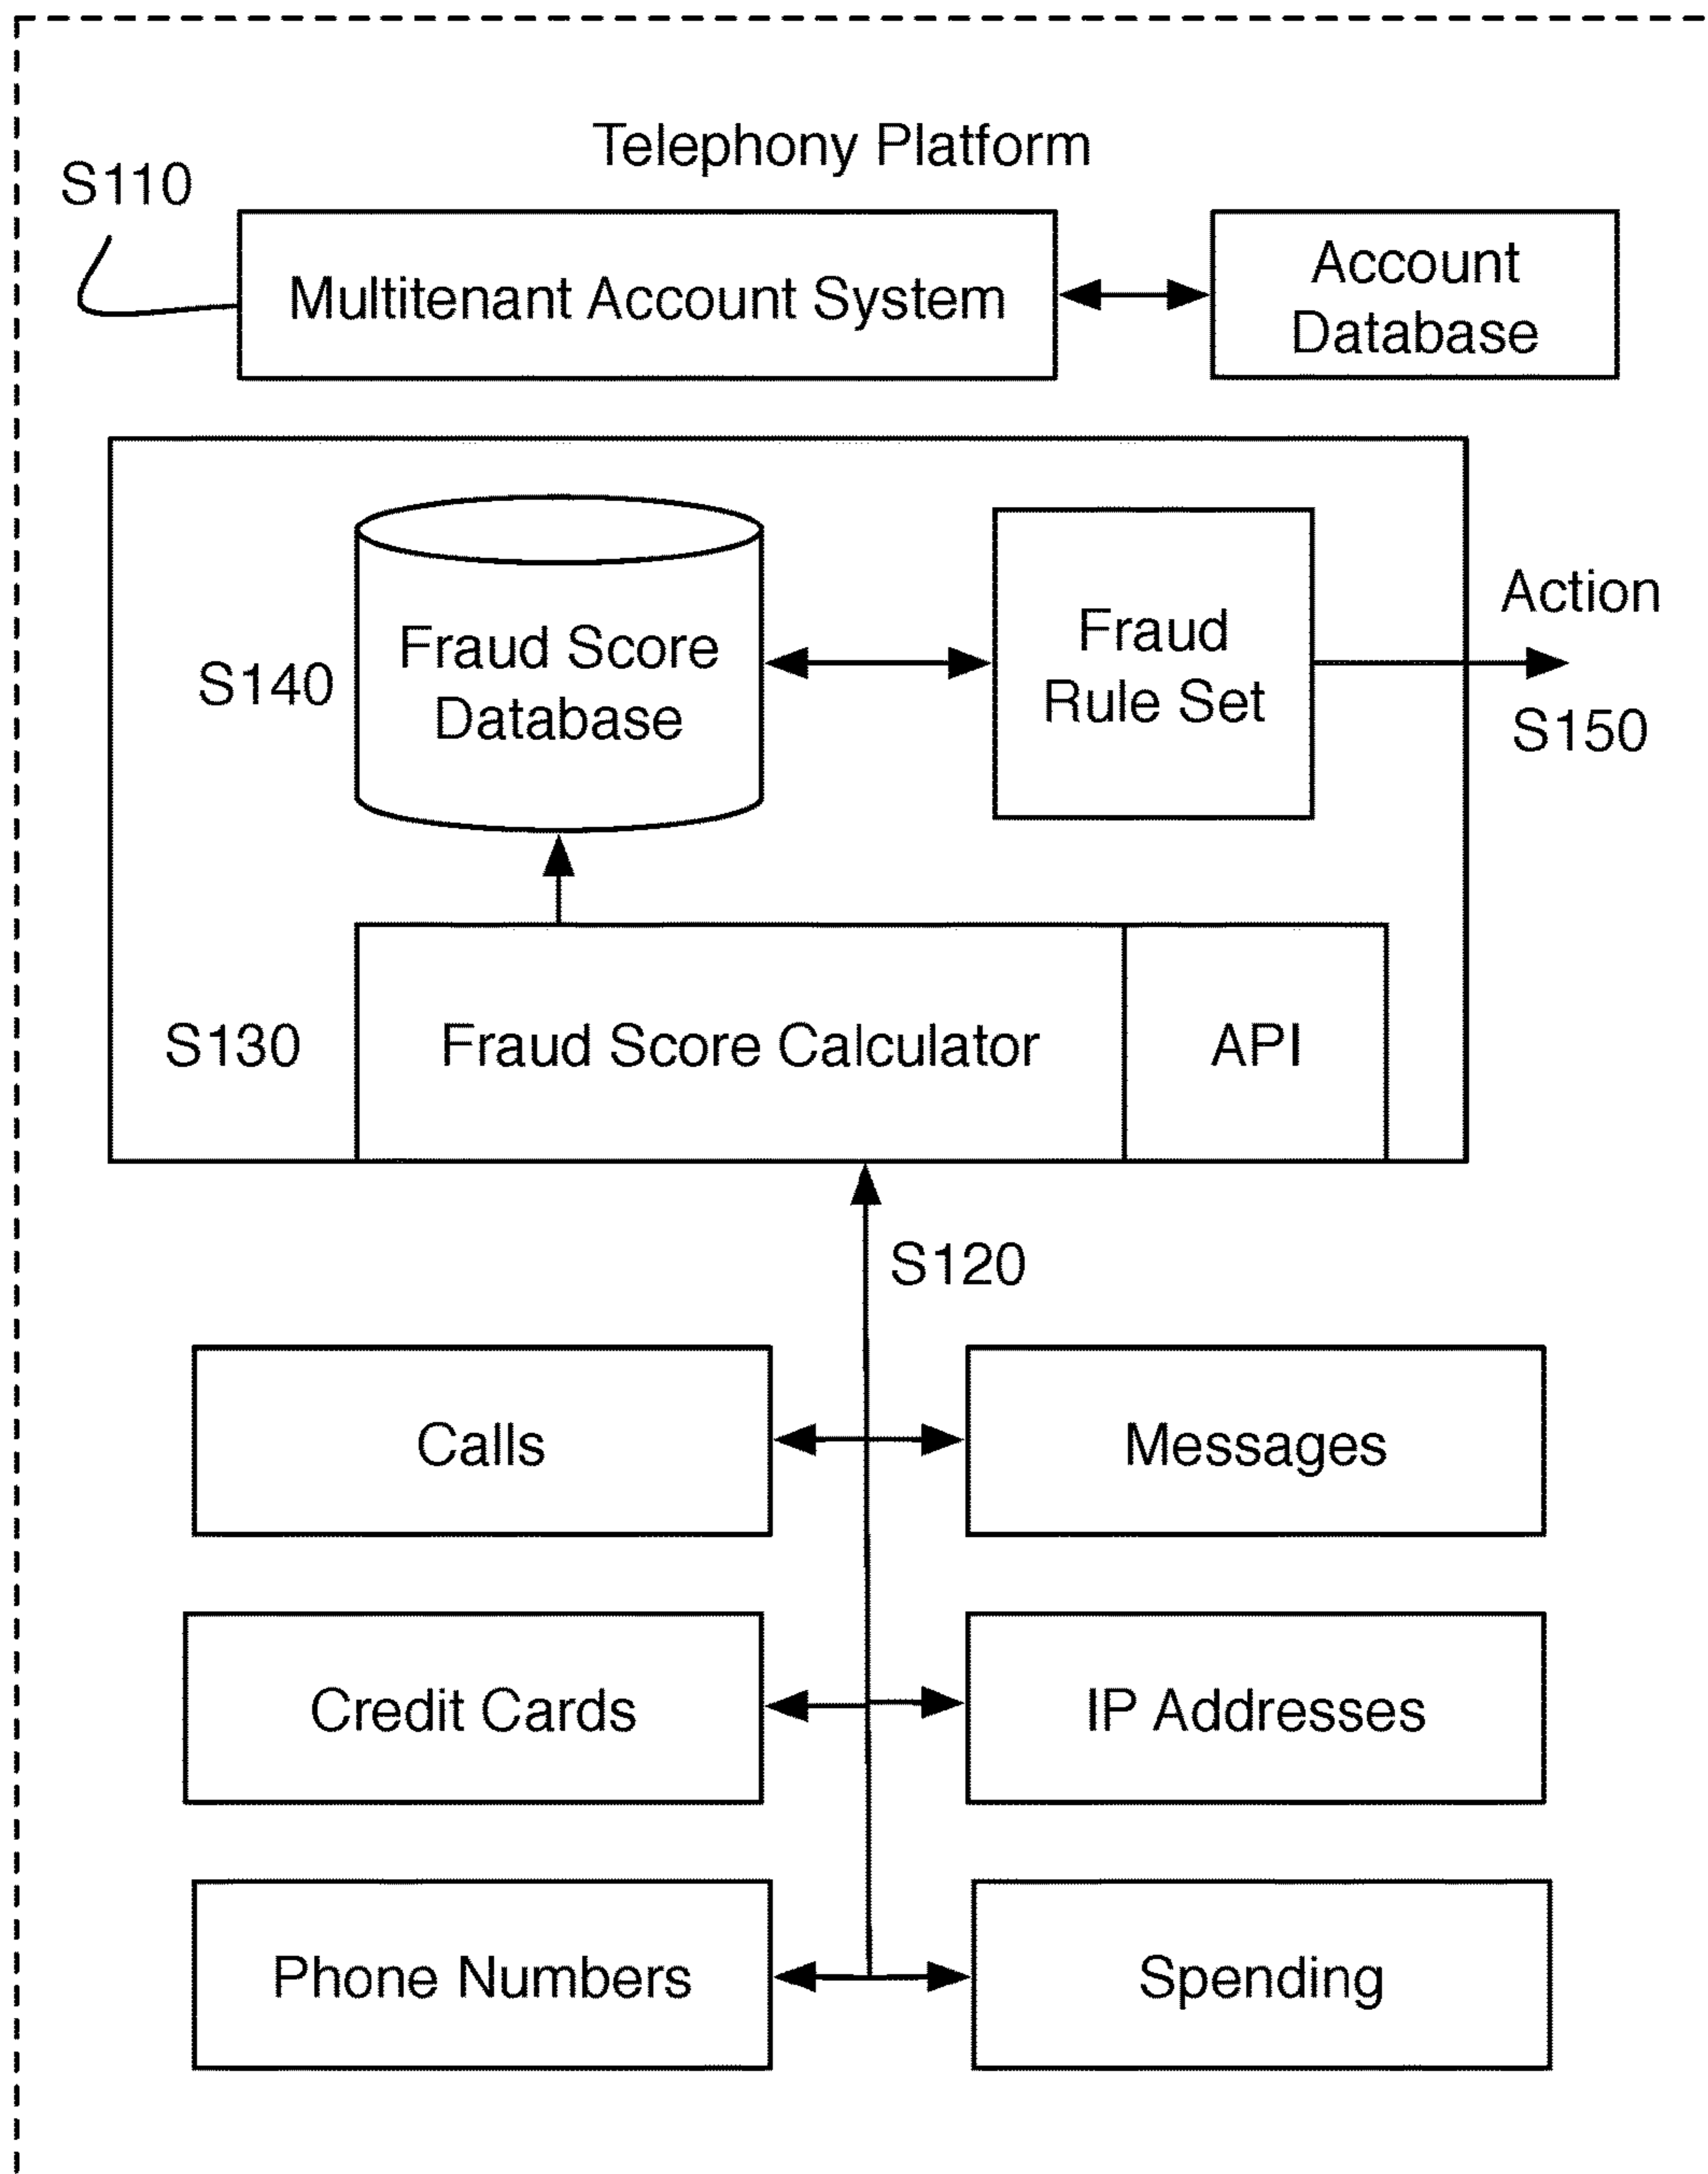 Telephony Platform
S110
Multitenant Account System
Account
Database
Fraud Score
Database
S140
Fraud
Rule Set
Action
S150
S130
Fraud Score Calculator
API
S120
Calls
Messages
Credit Cards
IP Addresses
Phone Numbers
Spending